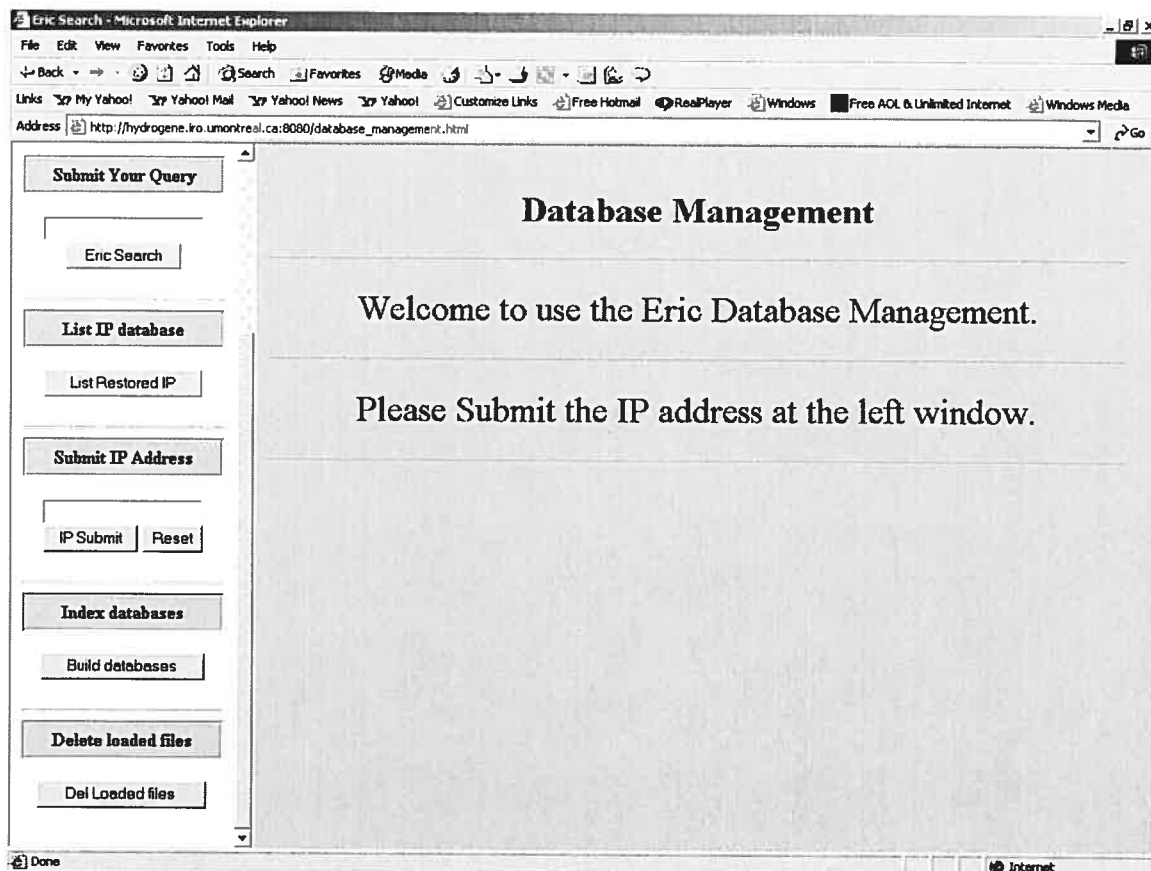 Eric Search - Microsoft Internet Explorer
File Edit View Favorites Tools Help
Back Search Favorites Media
Links My Yahoo! Yahoo! Mail Yahoo! News Yahoo! Customize Links Free Hotmail RealPlayer Windows Free AOL & Unlimited Internet Windows Media
Address http://hydrogene.iro.umontreal.ca:8080/database_management.html Go
Submit Your Query
Eric Search
List IP database
List Restored IP
Submit IP Address
IP Submit Reset
Index databases
Build databases
Delete loaded files
Del Loaded files
Database Management
Welcome to use the Eric Database Management.
Please Submit the IP address at the left window.
Done Internet